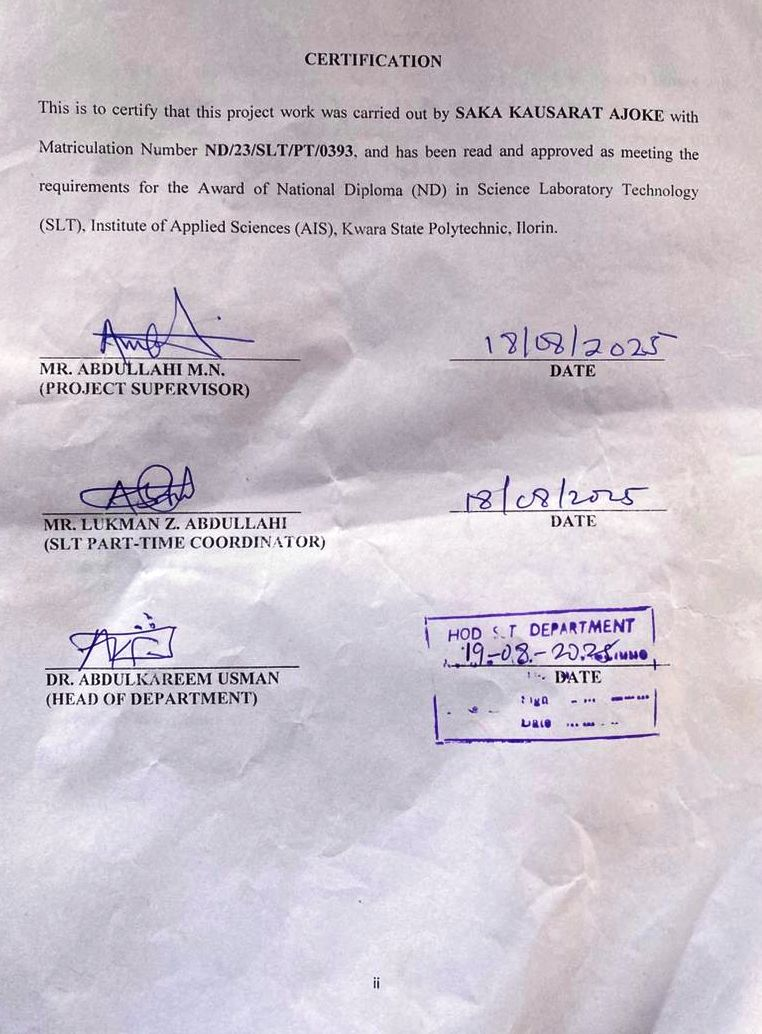 CERTIFICATION
This is to certify that this project work was carried out by SAKA KAUSARAT AJOKE with
Matriculation Number ND/23/SLT/PT/0393, and has been read and approved as meeting the
requirements for the Award of National Diploma (ND) in Science Laboratory Technology
(SLT), Institute of Applied Sciences (AIS), Kwara State Polytechnic, Ilorin.
18/08/2025
MR. ABDULLAHI M.N. DATE
(PROJECT SUPERVISOR)
18/08/2025
MR. LUKMAN Z. ABDULLAHI DATE
(SLT PART-TIME COORDINATOR)
HOD S.T DEPARTMENT
19-08-2025
DR. ABDULKAREEM USMAN DATE
(HEAD OF DEPARTMENT)
ii